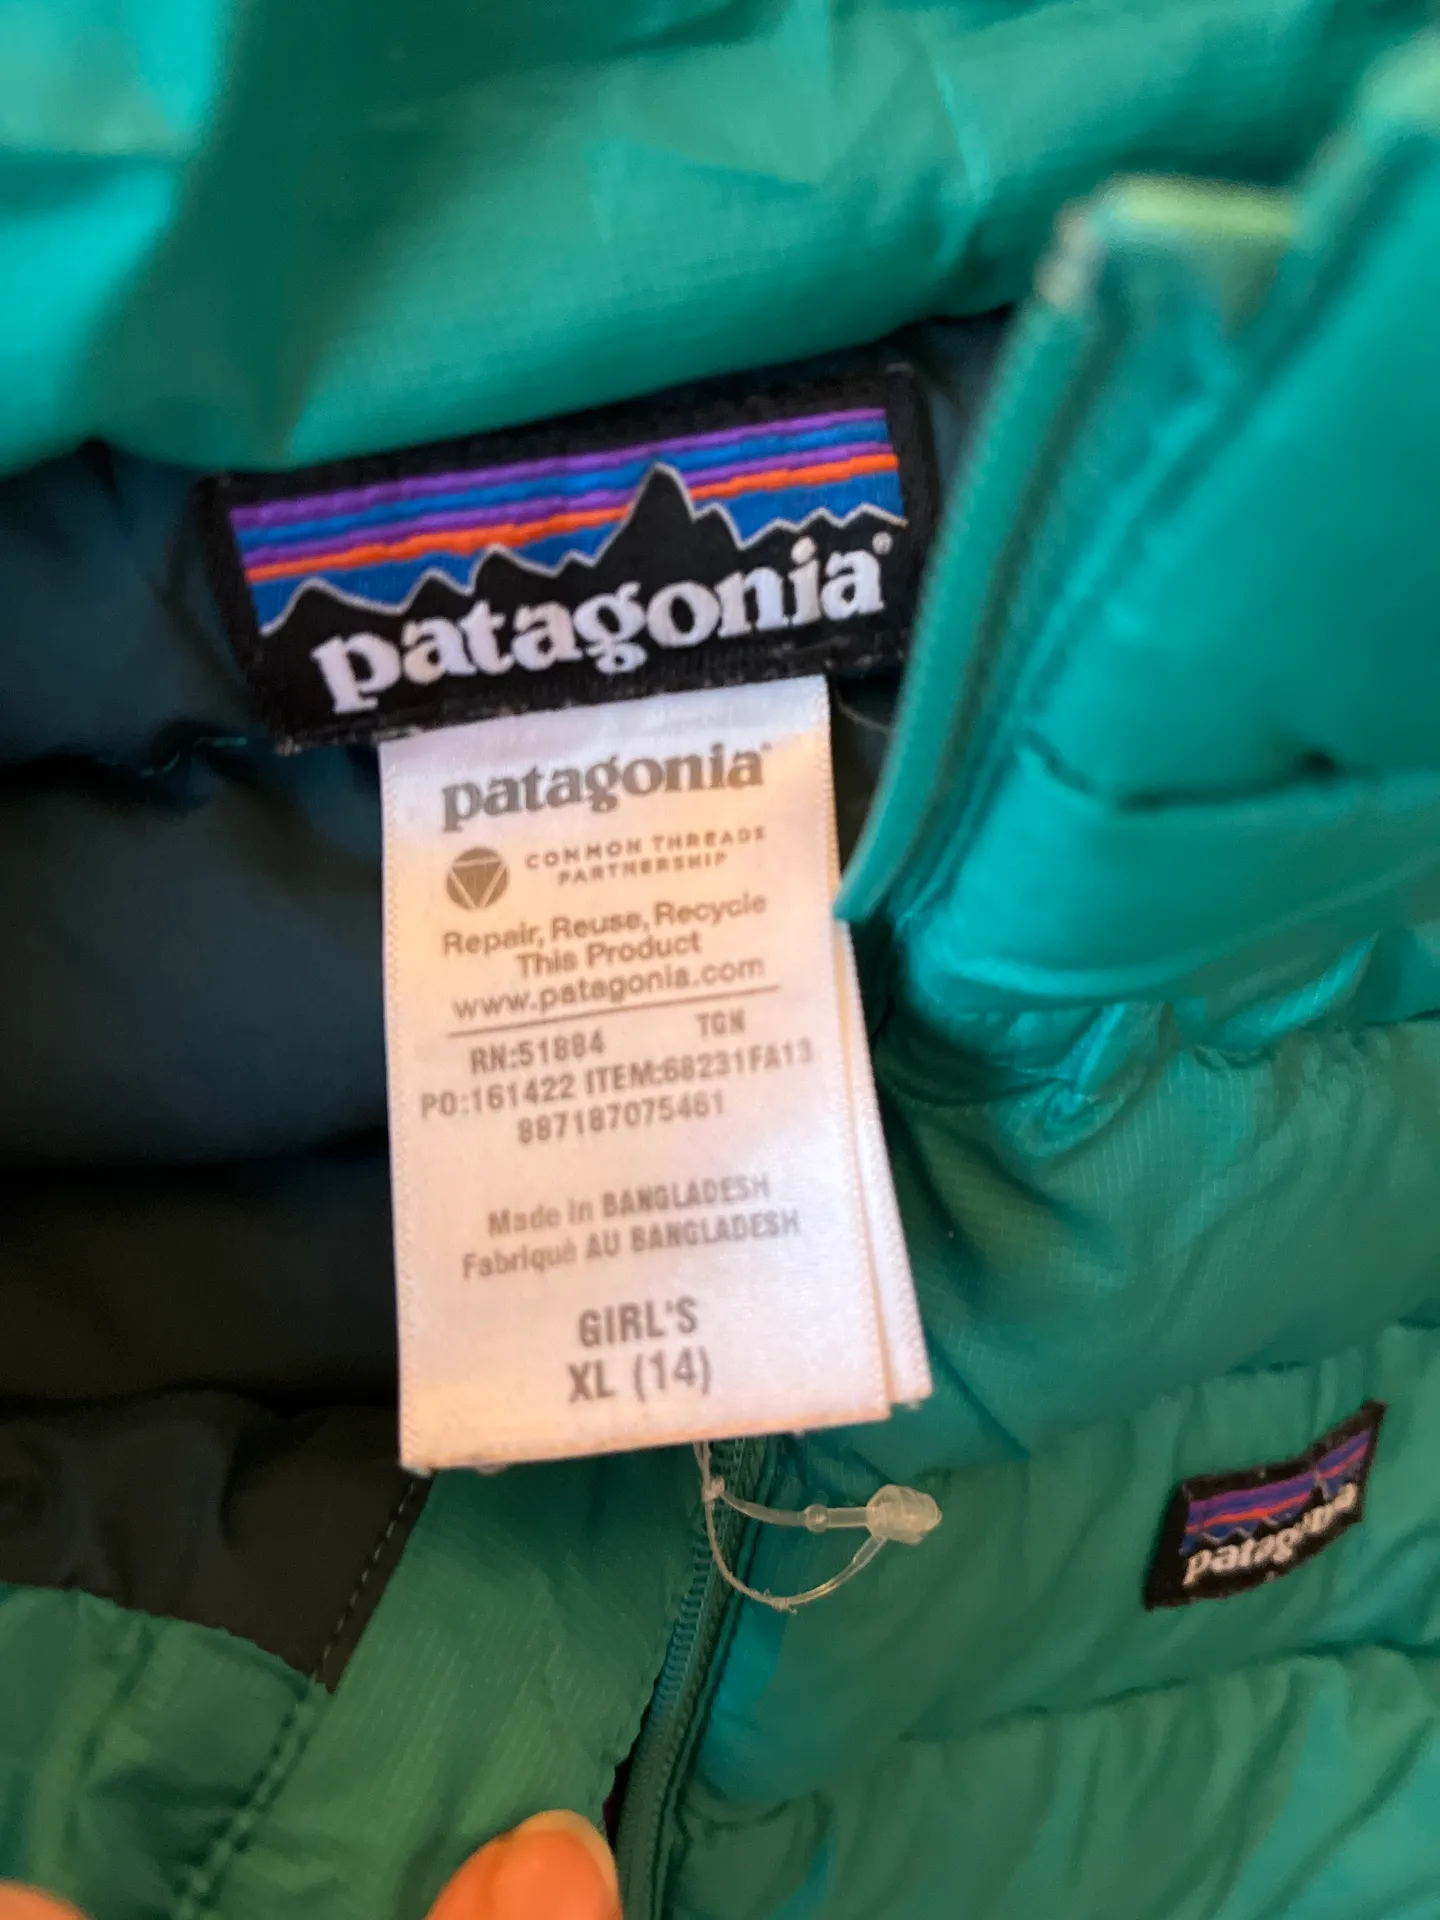 patagonia®
patagonia®
COMMON THREADS
PARTNERSHIP
Repair, Reuse, Recycle
This Product
www.patagonia.com
RN:51884 TGN
PO:161422 ITEM:68231FA13
887187075461
Made in BANGLADESH
Fabriqué AU BANGLADESH
GIRL'S
XL (14)
patagonia